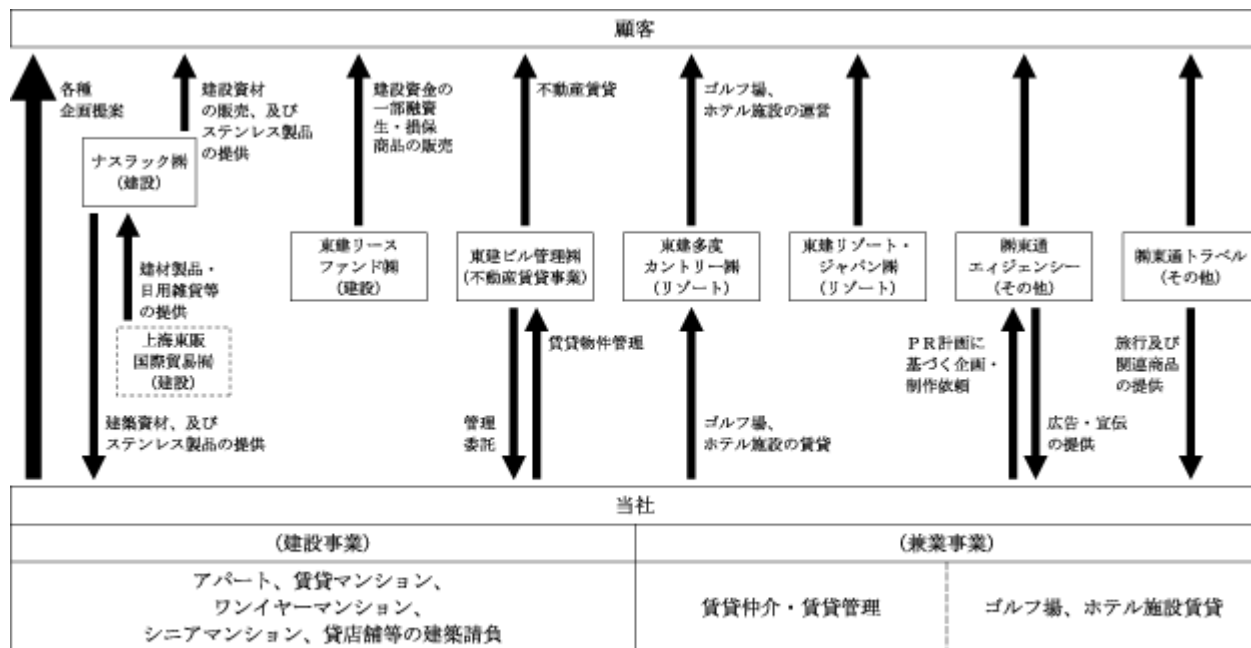 顧客
各種
企画提案
建設資材
の販売、及び
ステンレス製品
の提供
建設資金の
一部融資
生・損保
商品の販売
不動産賃貸
ゴルフ場、
ホテル施設の運営
ナスラック㈱
(建設)
東建リース
ファンド㈱
(建設)
東建ビル管理㈱
(不動産賃貸事業)
東建多度
カントリー㈱
(リゾート)
東建リゾート・
ジャパン㈱
(リゾート)
㈱東通
エィジェンシー
(その他)
㈱東通トラベル
(その他)
建材製品・
日用雑貨等
の提供
上海東販
国際貿易㈲
(建設)
建築資材、及び
ステンレス製品の提供
賃貸物件管理
管理
委託
ゴルフ場、
ホテル施設の賃貸
ＰＲ計画に
基づく企画・
制作依頼
広告・宣伝
の提供
旅行及び
関連商品
の提供
当社
(建設事業)
(兼業事業)
アパート、賃貸マンション、
ワンイヤーマンション、
シニアマンション、貸店舗等の建築請負
賃貸仲介・賃貸管理
ゴルフ場、ホテル施設賃貸